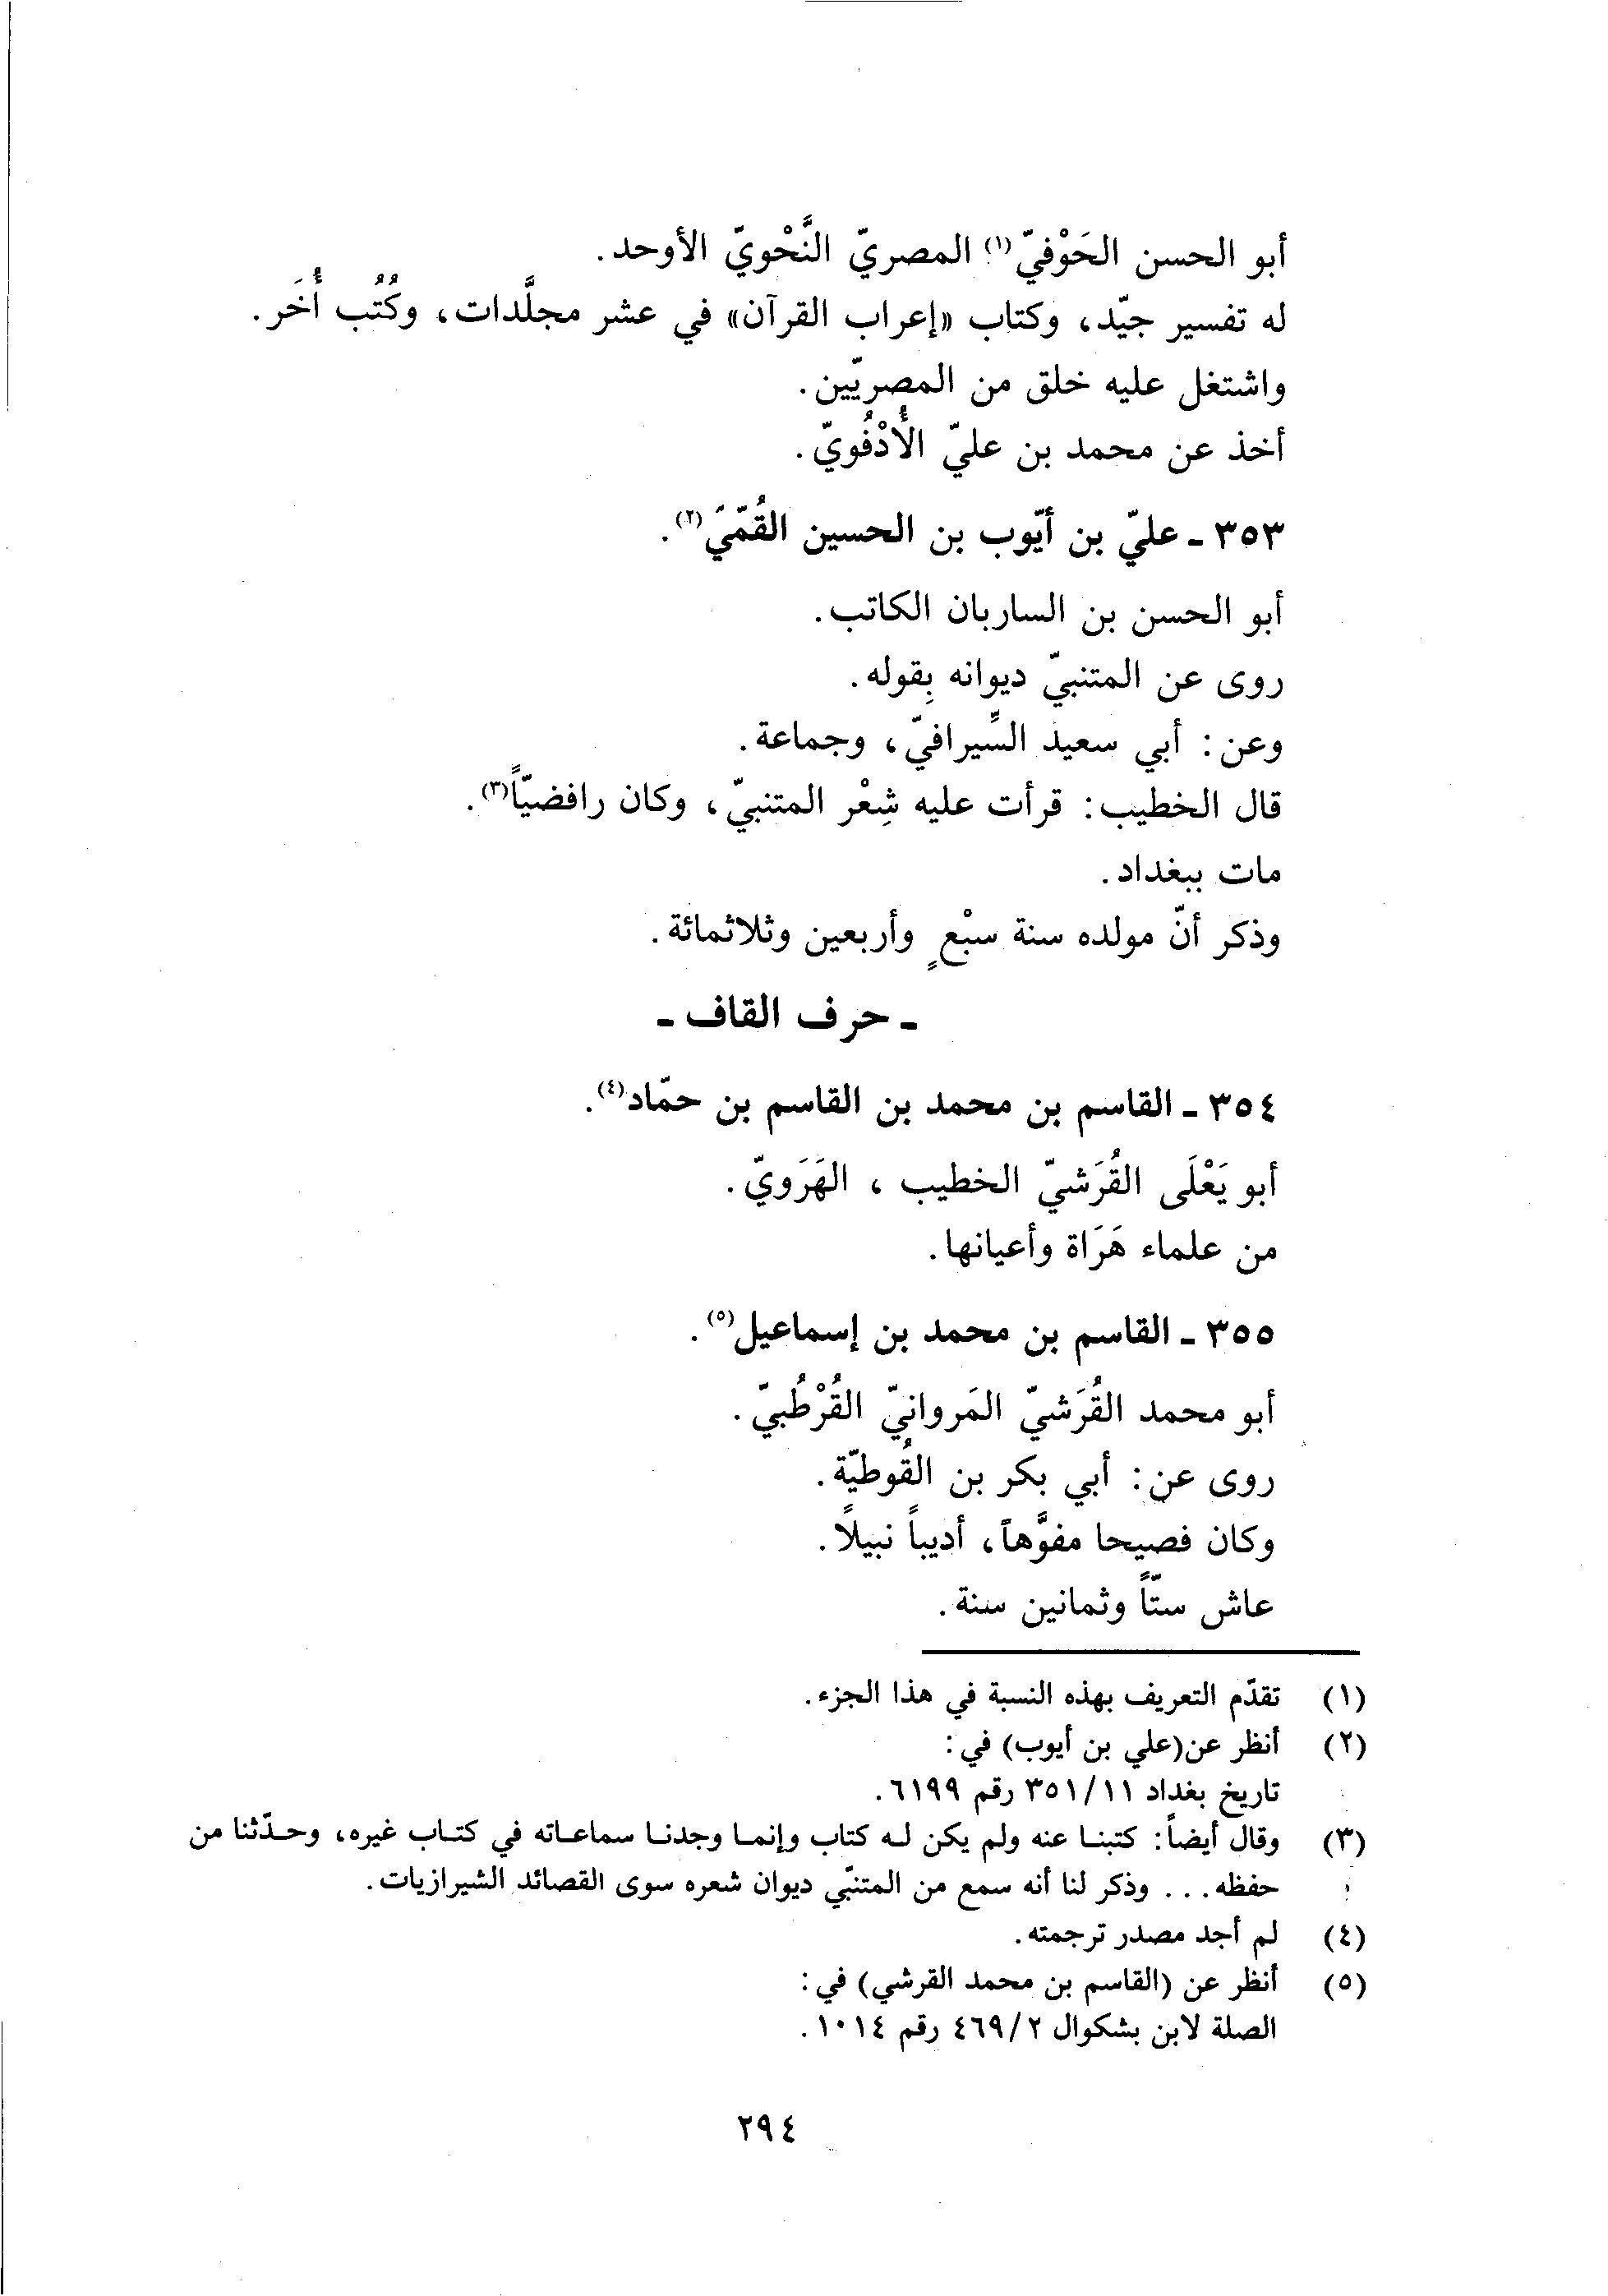 أبو الحسن الحَوْفيّ(١) المصريّ النَّحْويّ الأوحد.
له تفسير جيّد، وكتاب «إعراب القرآن» في عشر مجلَّدات، وكُتُب أُخَر.
واشتغل عليه خلق من المصريّين.
أخذ عن محمد بن عليّ الأُدْفُويّ.
٣٥٣ - عليّ بن أيّوب بن الحسين القُمّيّ(٢).
أبو الحسن بن الساربان الكاتب.
روى عن المتنبيّ ديوانه بِقوله.
وعن: أبي سعيد السِّيرافيّ، وجماعة.
قال الخطيب: قرأت عليه شِعْر المتنبيّ، وكان رافضيّاً(٣).
مات ببغداد.
وذكر أنّ مولده سنة سبْعٍ وأربعين وثلاثمائة.
- حرف القاف -
٣٥٤ - القاسم بن محمد بن القاسم بن حمّاد(٤).
أبو يَعْلَى القُرَشيّ الخطيب ، الهَرَويّ.
من علماء هَرَاة وأعيانها.
٣٥٥ - القاسم بن محمد بن إسماعيل(٥).
أبو محمد القُرَشيّ المَروانيّ القُرْطُبيّ.
روى عن: أبي بكر بن القُوطيّة.
وكان فصيحا مفوَّهاً، أديباً نبيلاً.
عاش ستّاً وثمانين سنة.
(١) تقدّم التعريف بهذه النسبة في هذا الجزء.
(٢) أنظر عن(علي بن أيوب) في:
تاريخ بغداد ٣٥١/١١ رقم ٦١٩٩.
(٣) وقال أيضاً: كتبنا عنه ولم يكن له كتاب وإنما وجدنا سماعاته في كتاب غيره، وحدّثنا من
حفظه... وذكر لنا أنه سمع من المتنبّي ديوان شعره سوى القصائد الشيرازيات.
(٤) لم أجد مصدر ترجمته.
(٥) أنظر عن (القاسم بن محمد القرشي) في:
الصلة لابن بشكوال ٤٦٩/٢ رقم ١٠١٤.
٢٩٤